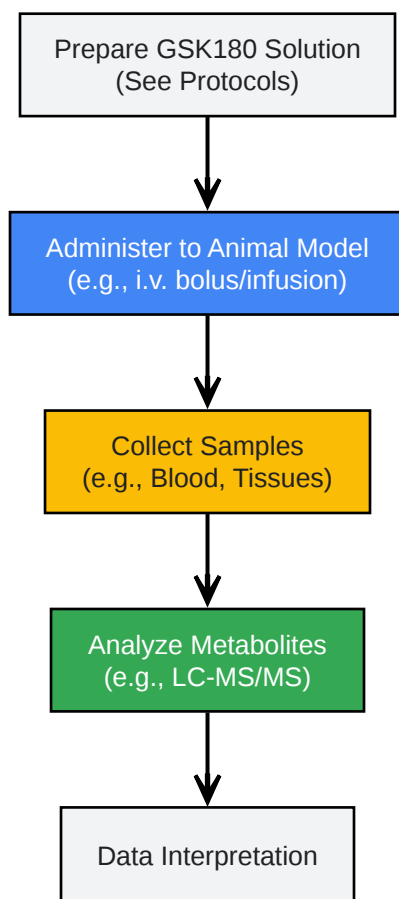 Prepare GSK180 Solution
(See Protocols)
Administer to Animal Model
(e.g., i.v. bolus/infusion)
Collect Samples
(e.g., Blood, Tissues)
Analyze Metabolites
(e.g., LC-MS/MS)
Data Interpretation